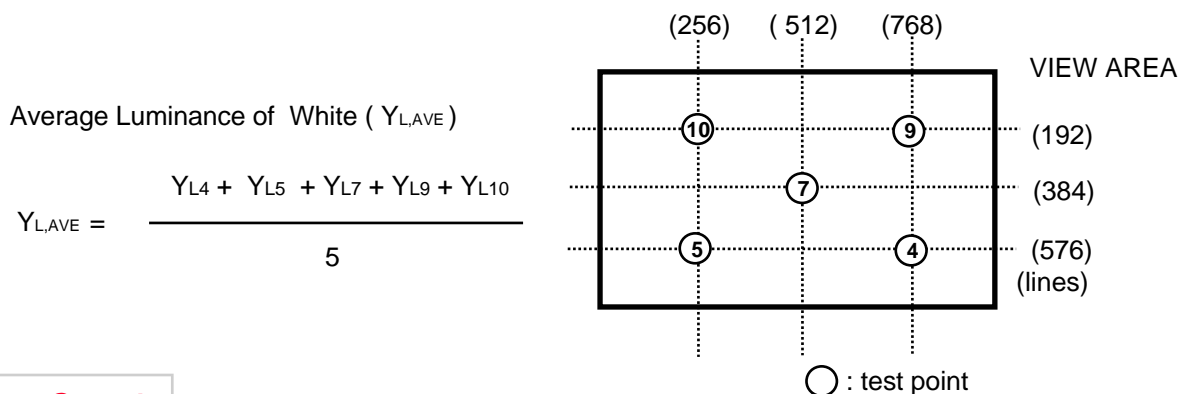 (256) ( 512) (768)
VIEW AREA
Average Luminance of White ( YL,AVE )
10 9 (192)
YL4 + YL5 + YL7 + YL9 + YL10
7 (384)
YL,AVE =
5
5 4 (576)
(lines)
: test point